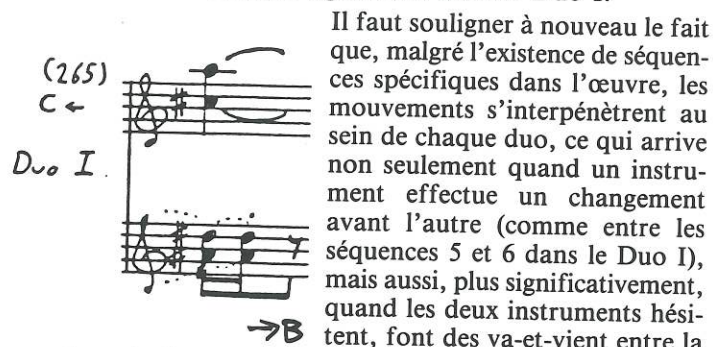 Il faut souligner à nouveau le fait
que, malgré l'existence de séquen-
ces spécifiques dans l'œuvre, les
mouvements s'interpénètrent au
sein de chaque duo, ce qui arrive
non seulement quand un instru-
ment effectue un changement
avant l'autre (comme entre les
séquences 5 et 6 dans le Duo I),
mais aussi, plus significativement,
quand les deux instruments hési-
tent, font des va-et-vient entre la
(265)
C ←
Duo I.
→B